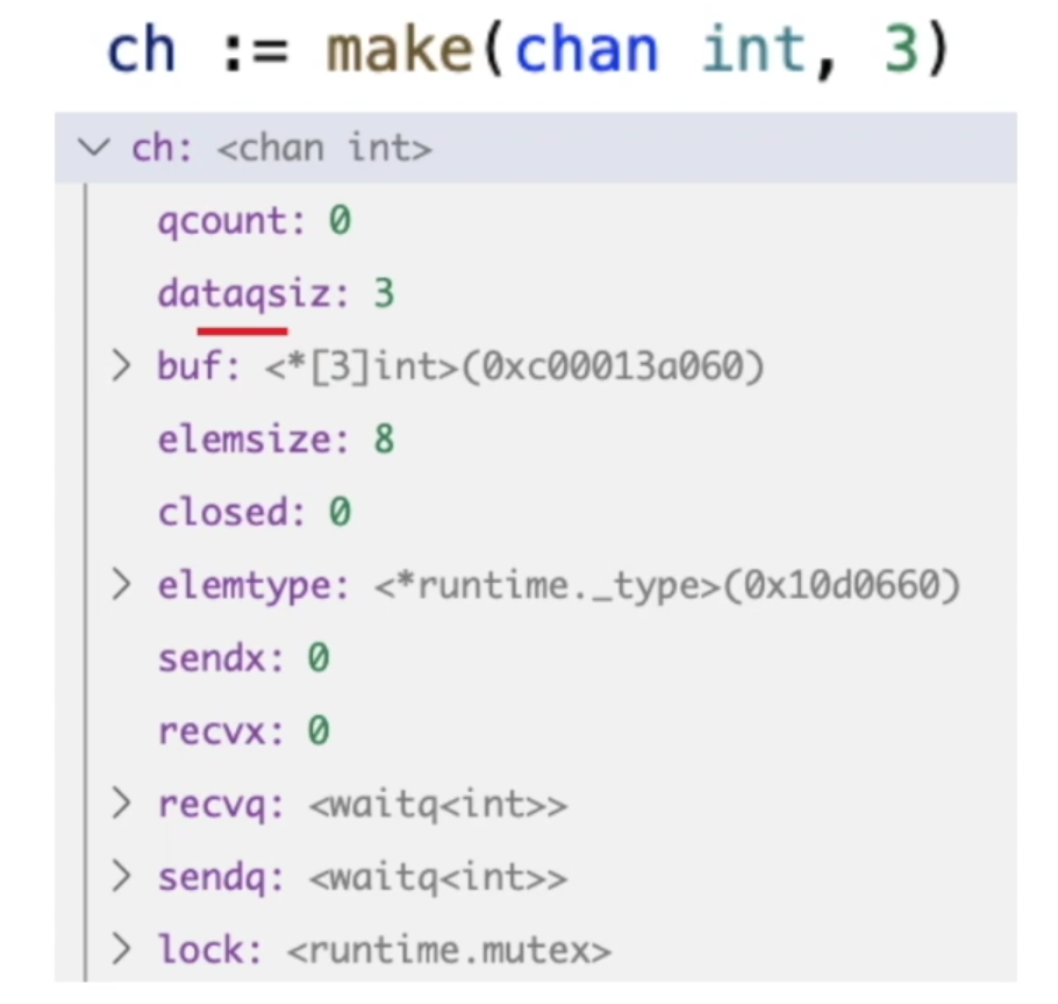 ch := make(chan int, 3)
ch: <chan int>
qcount: 0
dataqsiz: 3
buf: <*[3]int>(0xc00013a060)
elemsize: 8
closed: 0
elemtype: <*runtime._type>(0x10d0660)
sendx: 0
recvx: 0
recvq: <waitq<int>>
sendq: <waitq<int>>
lock: <runtime.mutex>